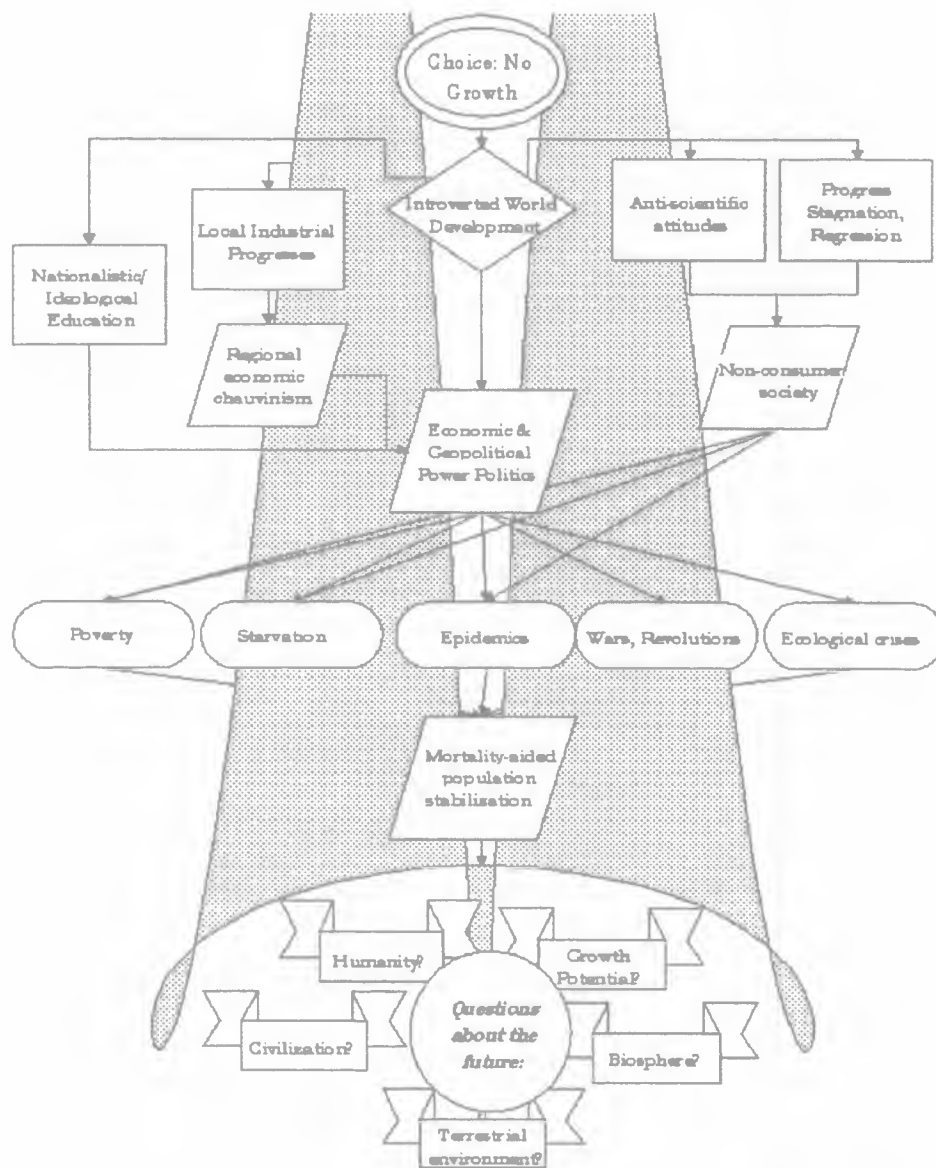 Choice: No
Growth
Introverted World
Development
Anti-scientific
attitudes
Progress
Stagnation,
Regression
Local Industrial
Progresses
Nationalistic/
Ideological
Education
Regional
economic
chauvinism
Non-consumer
society
Economic &
Geopolitical
Power Politics
Poverty
Starvation
Epidemics
Wars, Revolutions
Ecological crises
Mortality-aided
population
stabilisation
Humanity?
Growth
Potential?
Civilization?
Questions
about the
future:
Biosphere?
Terrestrial
environment?